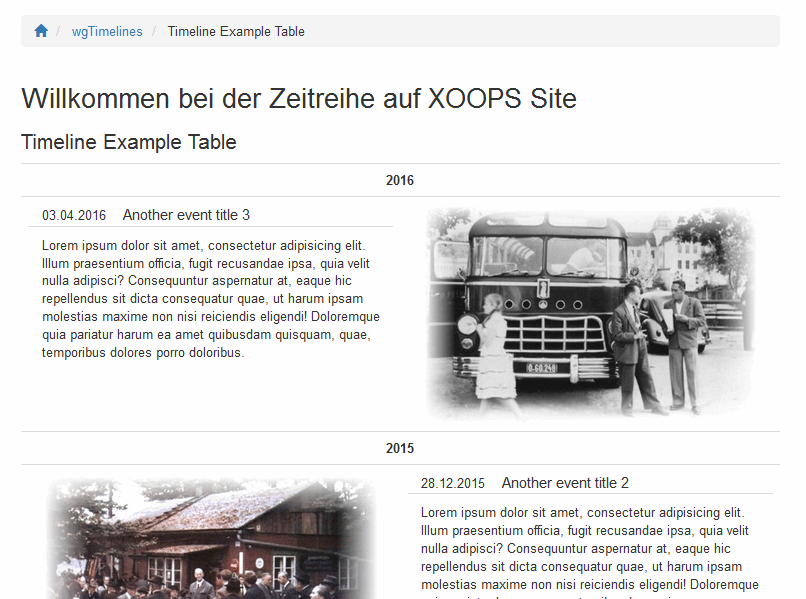 wgTimelines / Timeline Example Table
Willkommen bei der Zeitreihe auf XOOPS Site
Timeline Example Table
2016
03.04.2016 Another event title 3
Lorem ipsum dolor sit amet, consectetur adipisicing elit.
Illum praesentium officia, fugit recusandae ipsa, quia velit
nulla adipisci? Consequuntur aspernatur at, eaque hic
repellendus sit dicta consequatur quae, ut harum ipsam
molestias maxime non nisi reiciendis eligendi! Doloremque
quia pariatur harum ea amet quibusdam quisquam, quae,
temporibus dolores porro doloribus.
O-60.248
2015
28.12.2015 Another event title 2
Lorem ipsum dolor sit amet, consectetur adipisicing elit.
Illum praesentium officia, fugit recusandae ipsa, quia velit
nulla adipisci? Consequuntur aspernatur at, eaque hic
repellendus sit dicta consequatur quae, ut harum ipsam
molestias maxime non nisi reiciendis eligendi! Doloremque